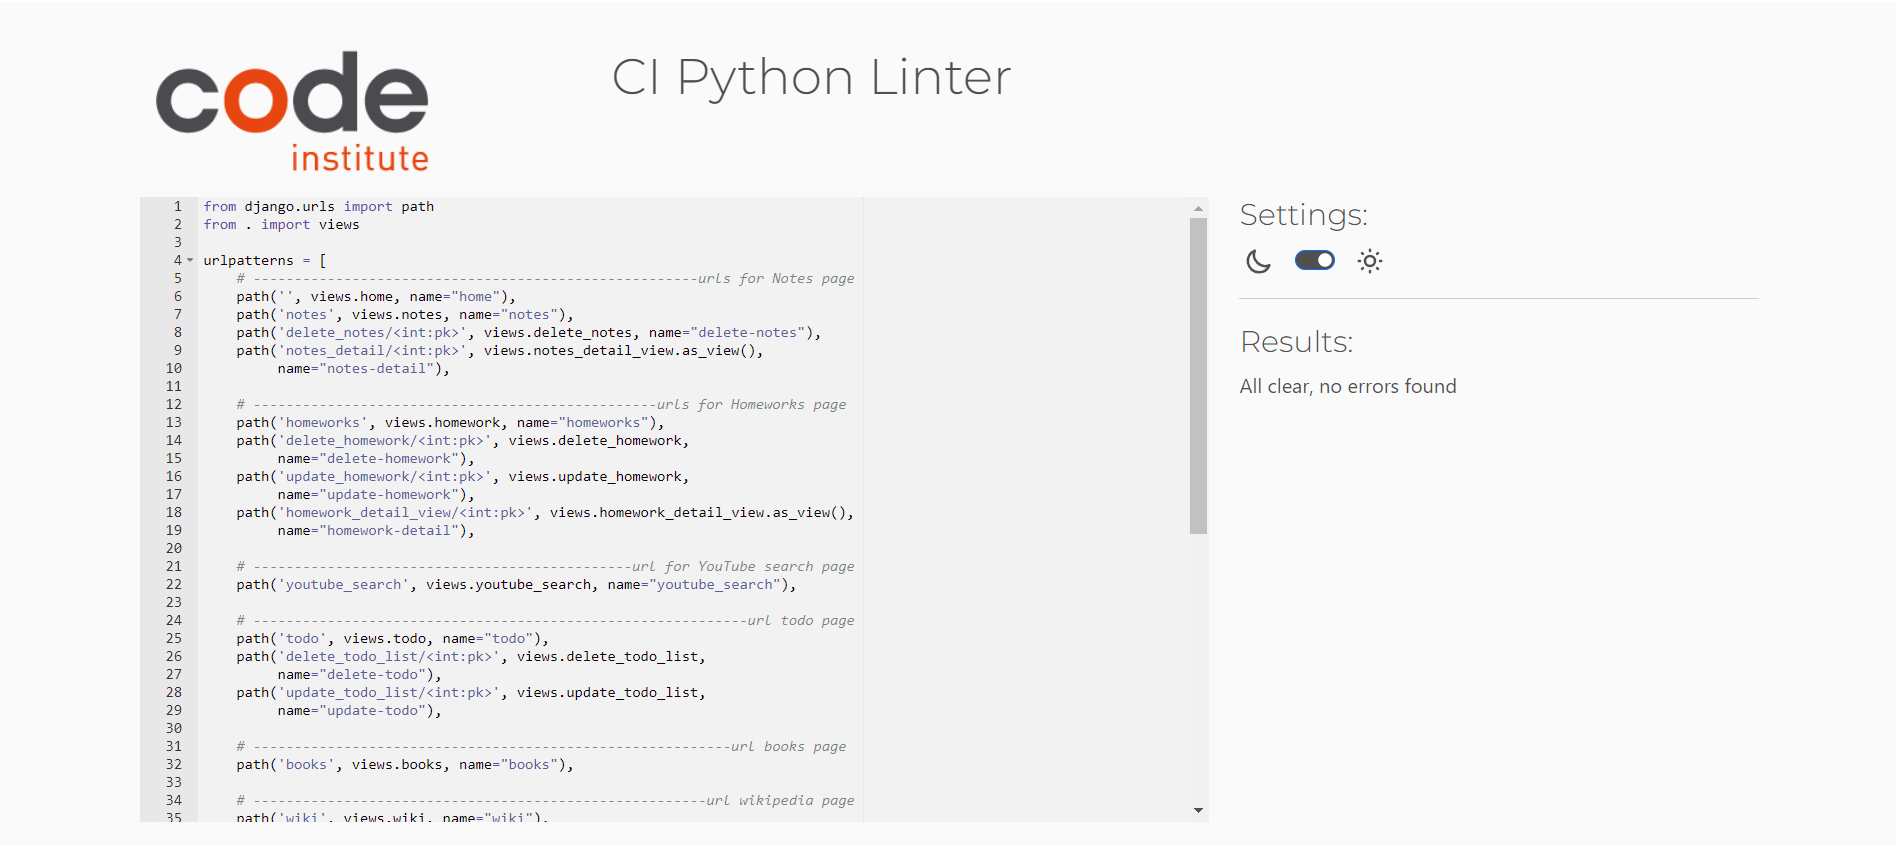 code
institute
CI Python Linter
1 from django.urls import path
2 from . import views
3
4 urlpatterns = [
5     # ------------------------------------------------------urls for Notes page
6     path('', views.home, name="home"),
7     path('notes', views.notes, name="notes"),
8     path('delete_notes/<int:pk>', views.delete_notes, name="delete-notes"),
9     path('notes_detail/<int:pk>', views.notes_detail_view.as_view(),
10          name="notes-detail"),
11
12     # -------------------------------------------------urls for Homeworks page
13     path('homeworks', views.homework, name="homeworks"),
14     path('delete_homework/<int:pk>', views.delete_homework,
15          name="delete-homework"),
16     path('update_homework/<int:pk>', views.update_homework,
17          name="update-homework"),
18     path('homework_detail_view/<int:pk>', views.homework_detail_view.as_view(),
19          name="homework-detail"),
20
21     # ----------------------------------------------url for YouTube search page
22     path('youtube_search', views.youtube_search, name="youtube_search"),
23
24     # ------------------------------------------------------------url todo page
25     path('todo', views.todo, name="todo"),
26     path('delete_todo_list/<int:pk>', views.delete_todo_list,
27          name="delete-todo"),
28     path('update_todo_list/<int:pk>', views.update_todo_list,
29          name="update-todo"),
30
31     # ----------------------------------------------------------url books page
32     path('books', views.books, name="books"),
33
34     # -------------------------------------------------------url wikipedia page
35     path('wiki', views.wiki, name="wiki"),
Settings:
Results:
All clear, no errors found